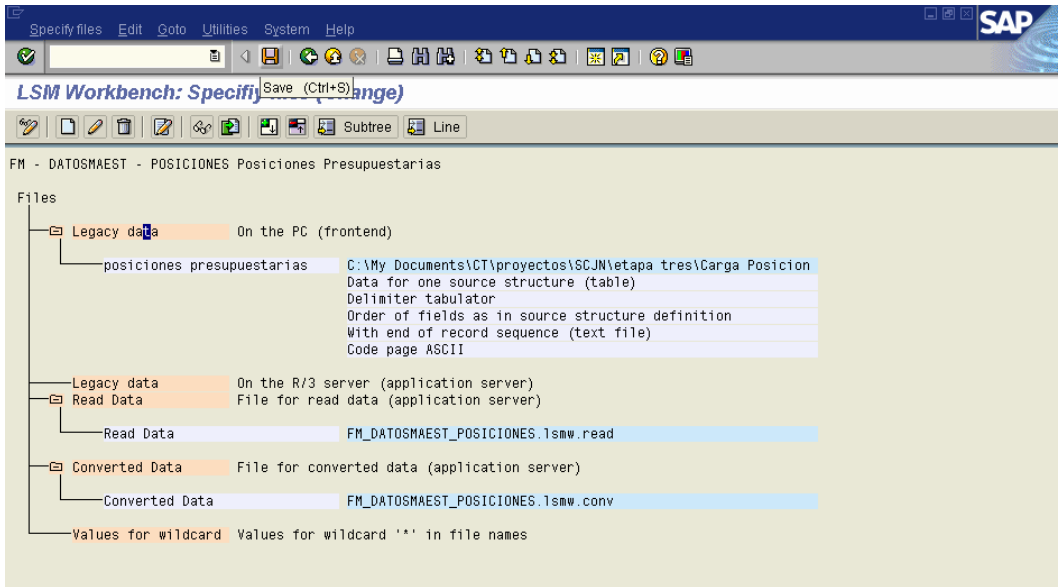 Specify files Edit Goto Utilities System Help
SAP
Save (Ctrl+S)
LSM Workbench: Specifiy ange)
Subtree Line
FM - DATOSMAEST - POSICIONES Posiciones Presupuestarias
Files
Legacy data On the PC (frontend)
posiciones presupuestarias C:\My Documents\CT\proyectos\SCJN\etapa tres\Carga Posicion
Data for one source structure (table)
Delimiter tabulator
Order of fields as in source structure definition
With end of record sequence (text file)
Code page ASCII
Legacy data On the R/3 server (application server)
Read Data File for read data (application server)
Read Data FM_DATOSMAEST_POSICIONES.lsmw.read
Converted Data File for converted data (application server)
Converted Data FM_DATOSMAEST_POSICIONES.lsmw.conv
Values for wildcard Values for wildcard '*' in file names